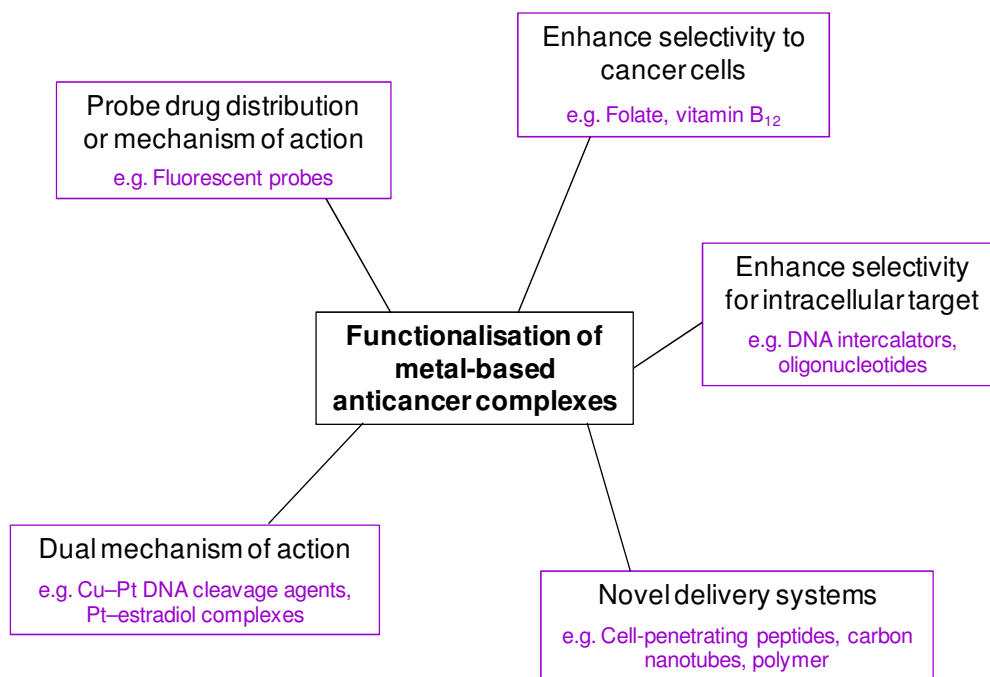 Enhance selectivity to
cancer cells
e.g. Folate, vitamin B₁₂
Probe drug distribution
or mechanism of action
e.g. Fluorescent probes
Enhance selectivity
for intracellular target
e.g. DNA intercalators,
oligonucleotides
Functionalisation of
metal-based
anticancer complexes
Dual mechanism of action
e.g. Cu–Pt DNA cleavage agents,
Pt–estradiol complexes
Novel delivery systems
e.g. Cell-penetrating peptides, carbon
nanotubes, polymer